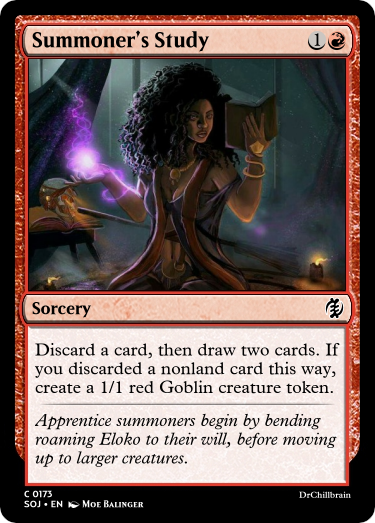 Summoner's Study 1
Sorcery
Discard a card, then draw two cards. If
you discarded a nonland card this way,
create a 1/1 red Goblin creature token.
Apprentice summoners begin by bending
roaming Eloko to their will, before moving
up to larger creatures.
C 0173
SOJ • EN Moe Balinger
DrChillbrain